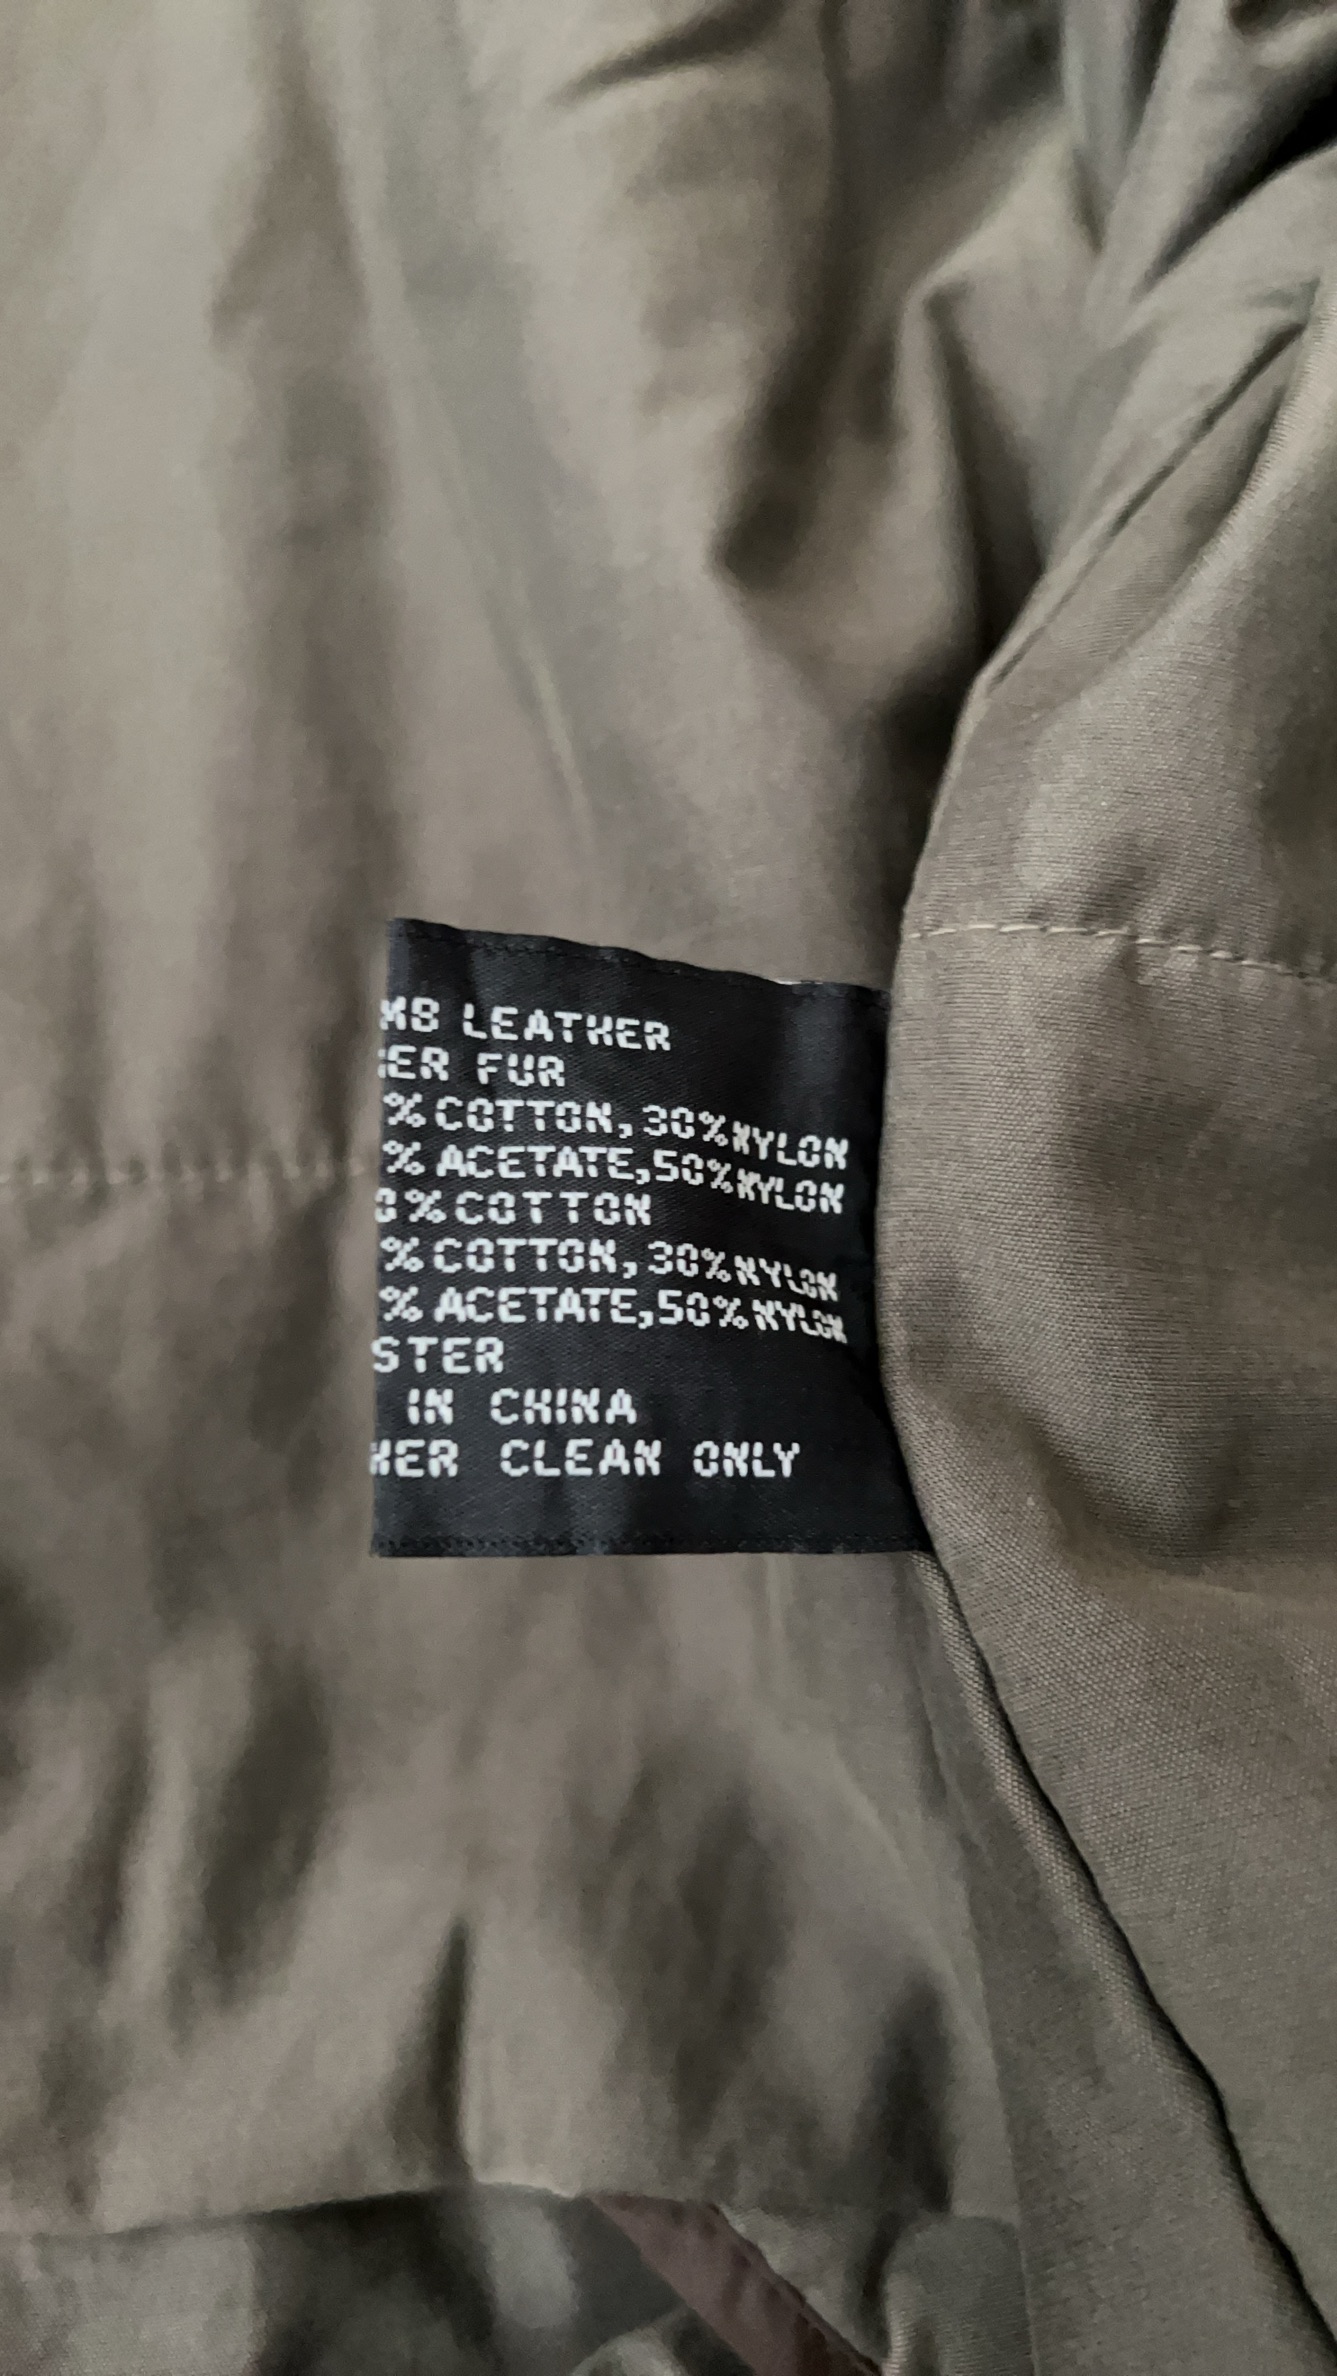 MB LEATHER
ER FUR
% COTTON, 30% NYLON
% ACETATE, 50% NYLON
0% COTTON
% COTTON, 30% NYLON
% ACETATE, 50% NYLON
STER
IN CHINA
HER CLEAN ONLY